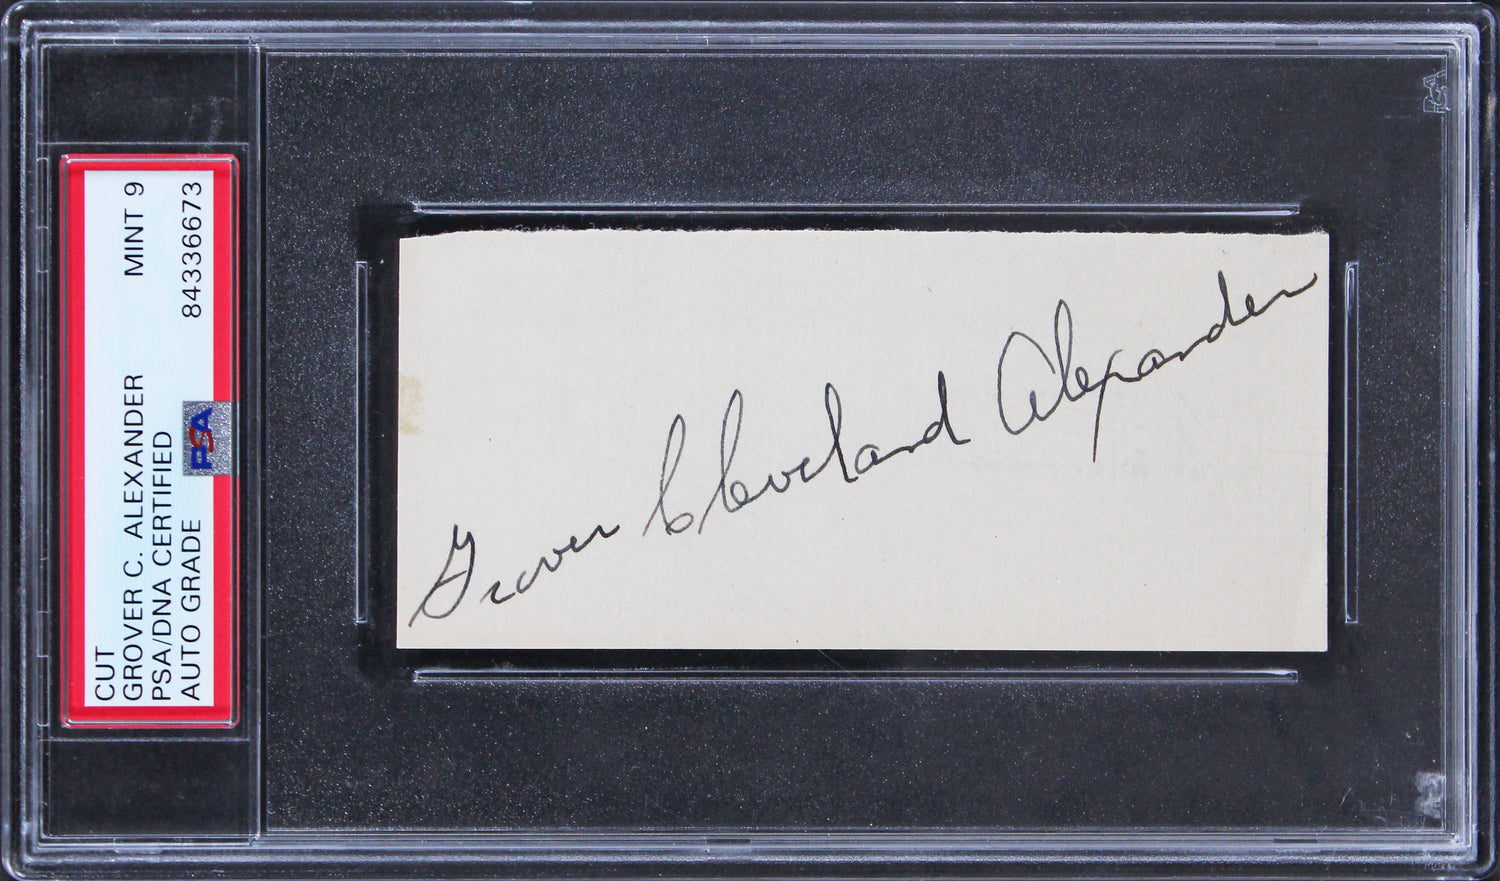 CUT MINT 9
GROVER C. ALEXANDER
PSA/DNA CERTIFIED
AUTO GRADE 84336673
PSA
Grover Cleveland Alexander